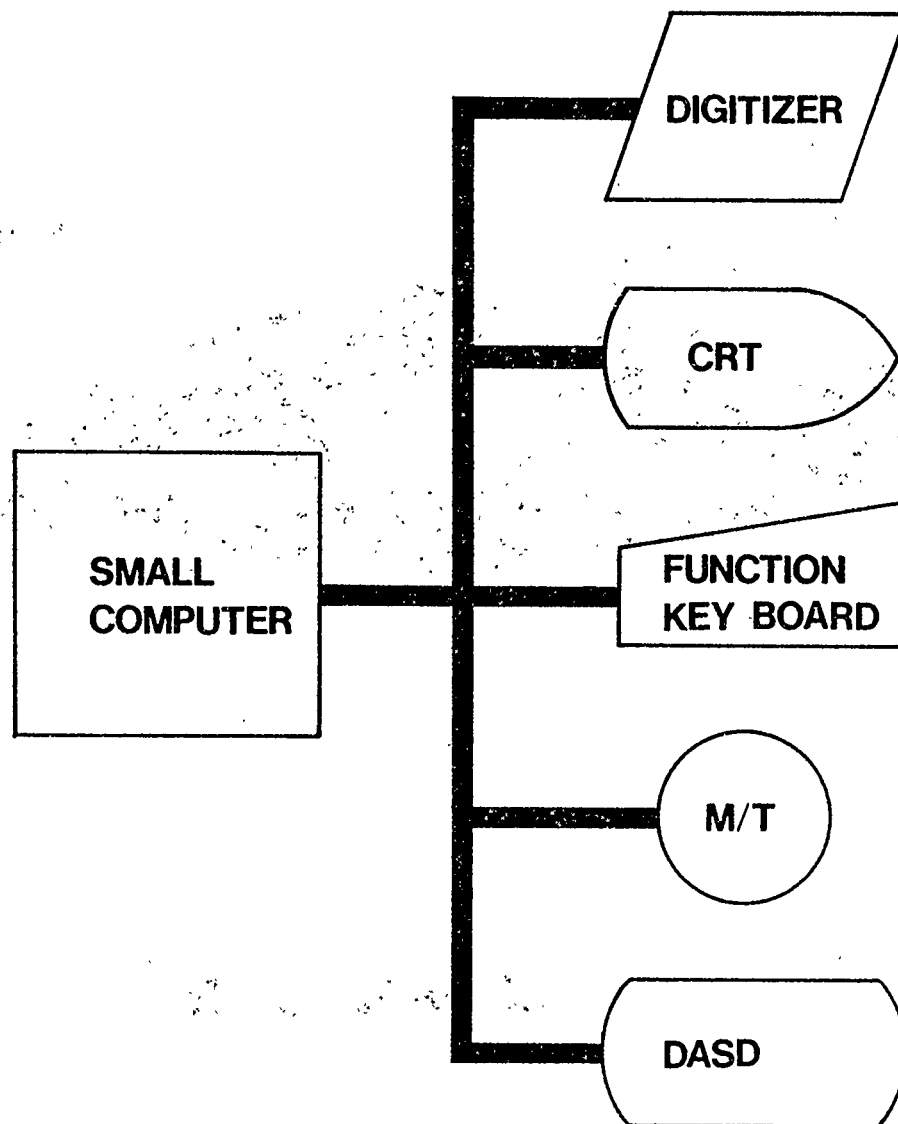 DIGITIZER
CRT
SMALL
COMPUTER
FUNCTION
KEY BOARD
M/T
DASD